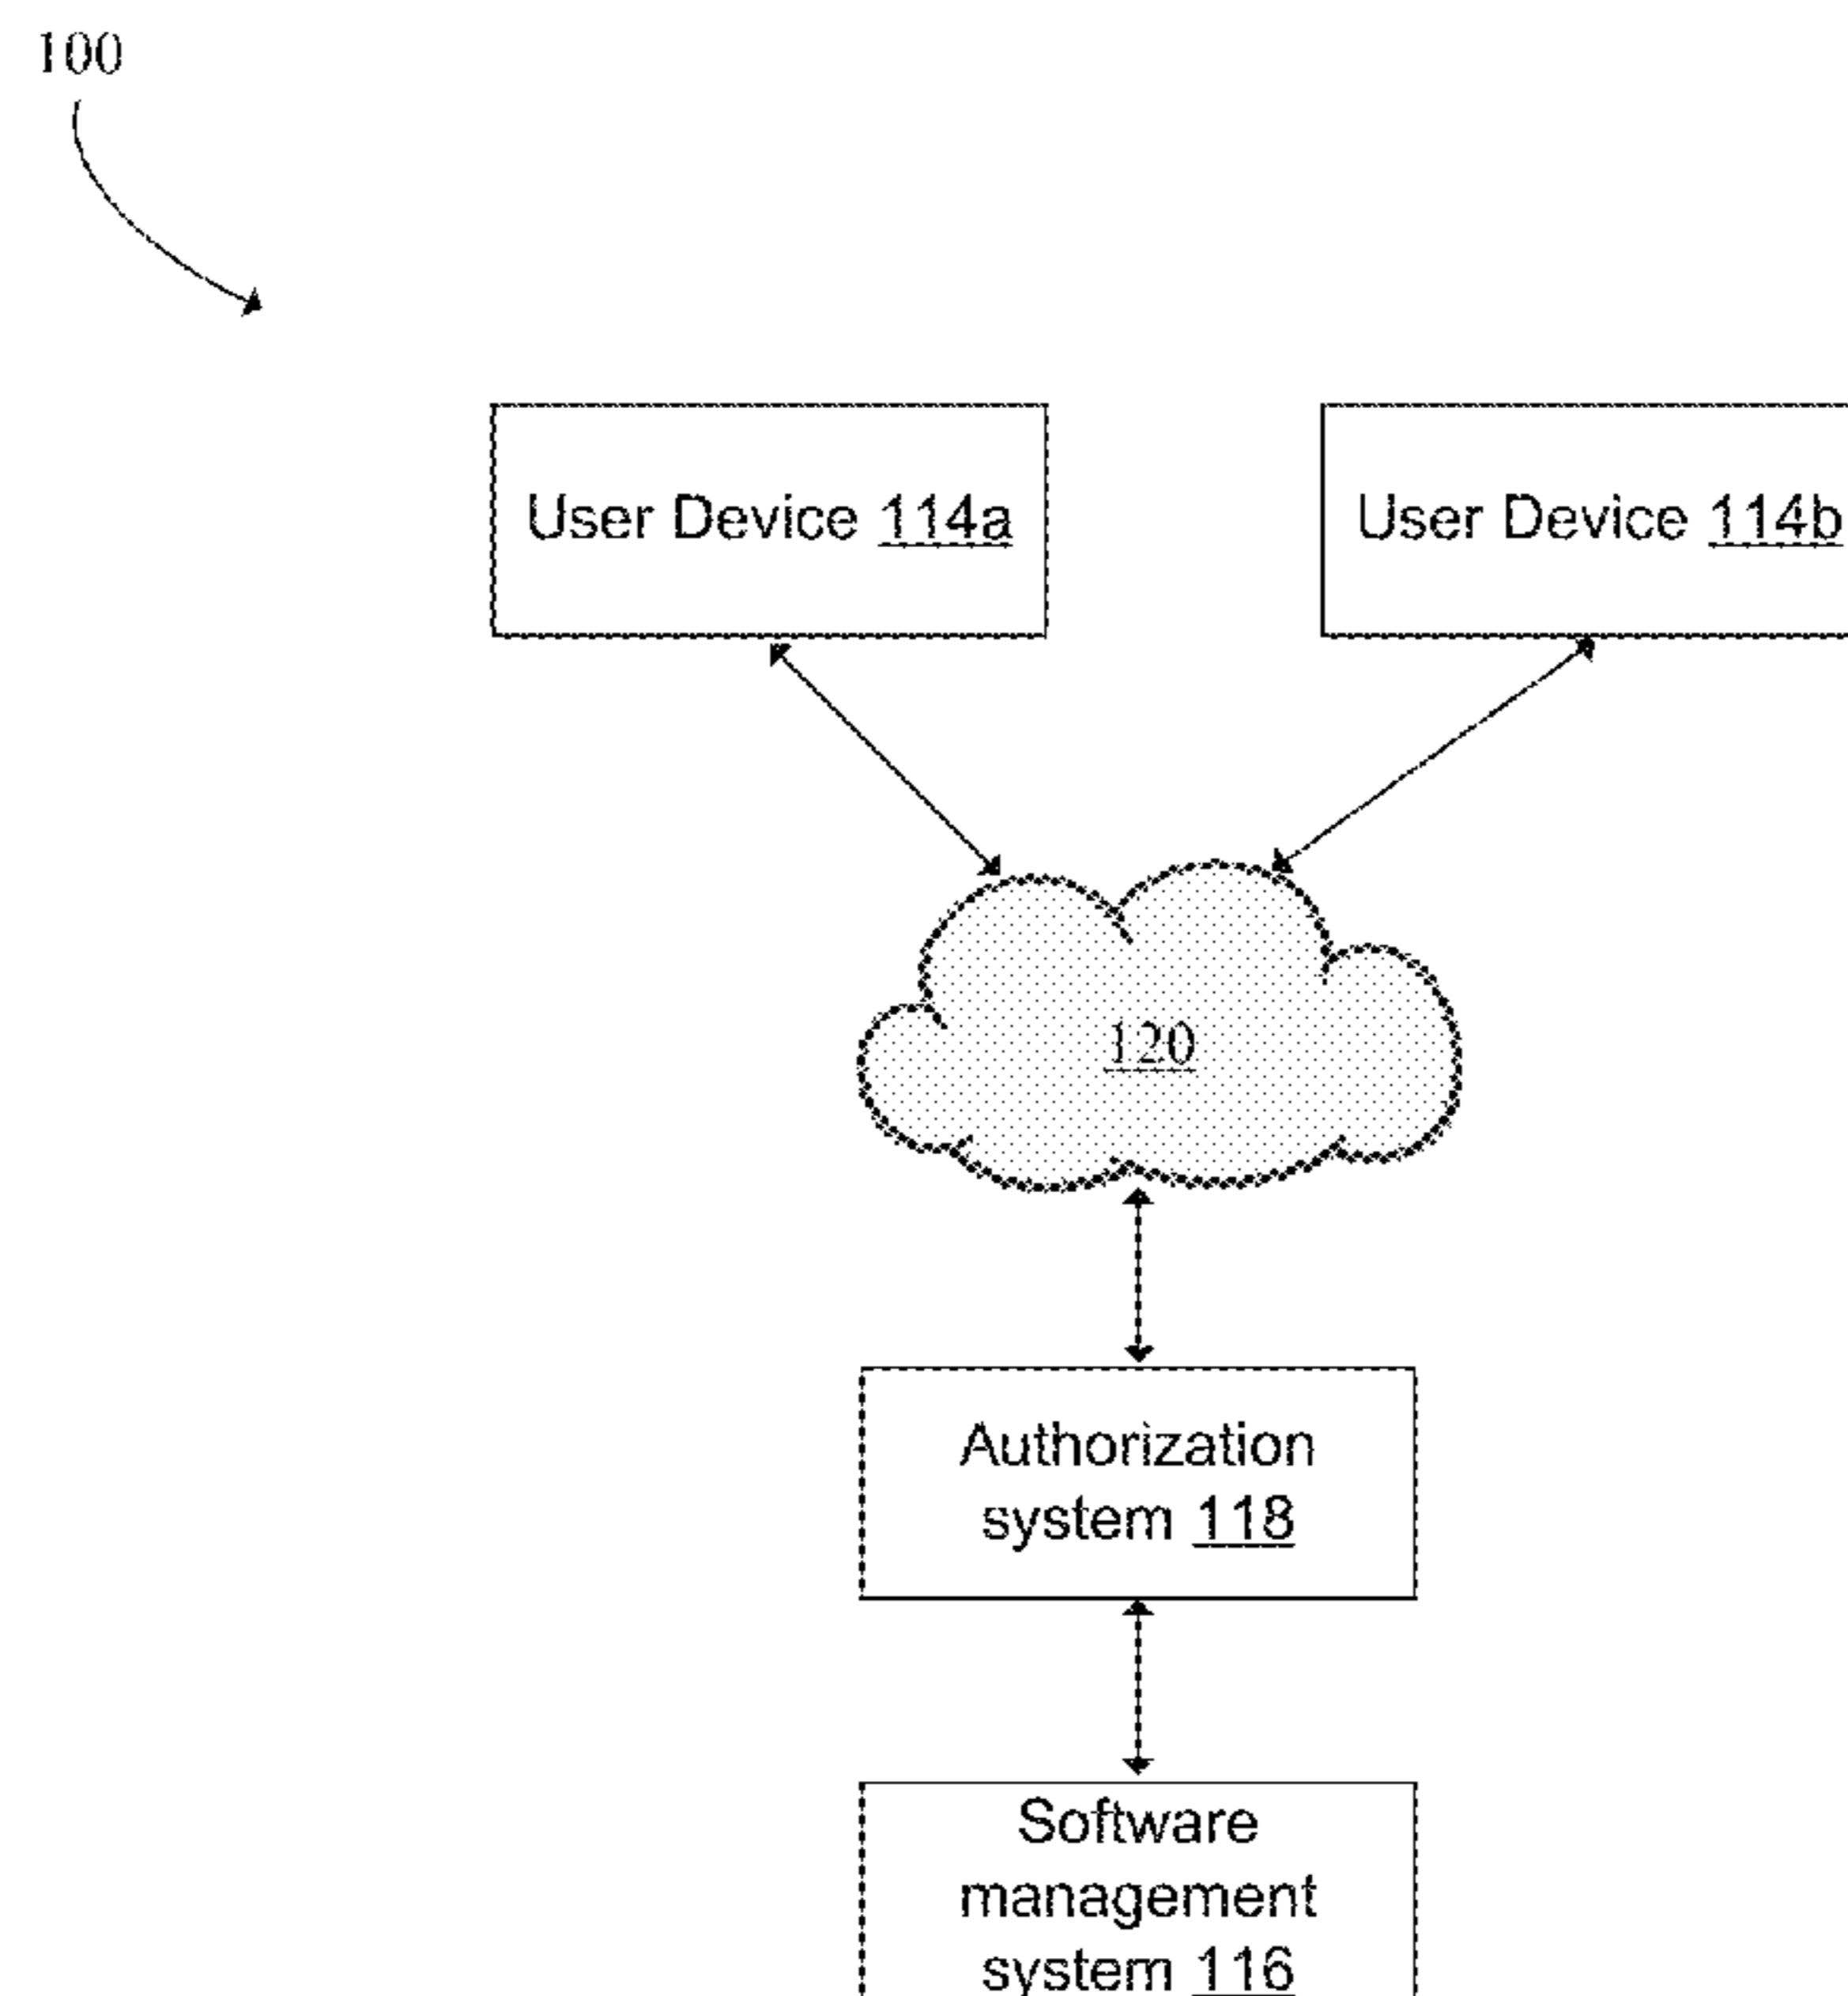 100
User Device 114a
User Device 114b
120
Authorization
system 118
Software
management
system 116